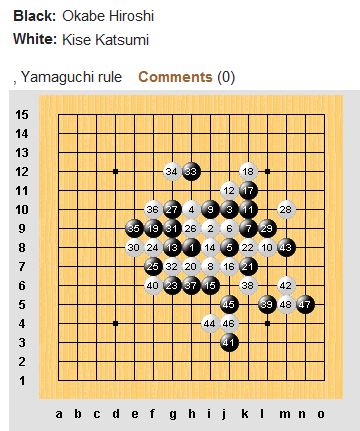 Black: Okabe Hiroshi
White: Kise Katsumi
, Yamaguchi rule Comments (0)
15
14
13
12 34 33 18
11 12 17
10 36 27 4 9 3 11 28
9 35 19 31 26 2 6 7 29
8 30 24 13 1 14 5 22 10 43
7 25 32 20 8 16 21
6 40 23 37 15 38 42
5 45 39 48 47
4 44 46
3 41
2
1
a b c d e f g h i j k l m n o